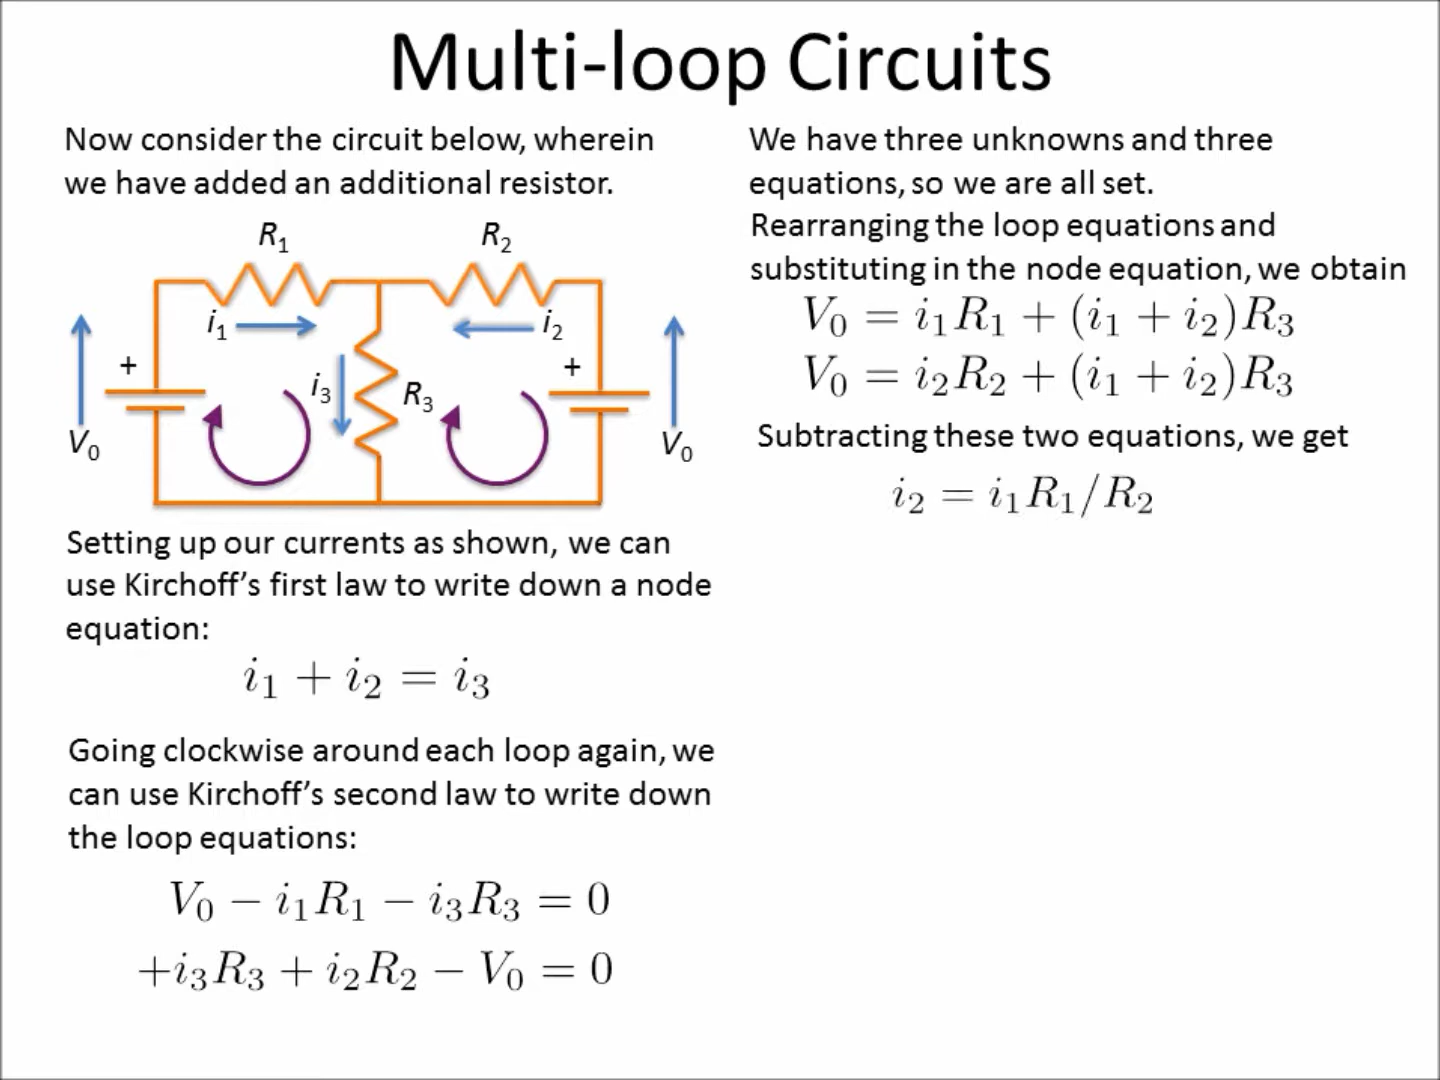 Multi-loop Circuits
Now consider the circuit below, wherein
we have added an additional resistor.
R₁
R₂
i₁
i₂
+
+
i₃
R₃
V₀
V₀
Setting up our currents as shown, we can
use Kirchoff’s first law to write down a node
equation:
i₁ + i₂ = i₃
Going clockwise around each loop again, we
can use Kirchoff’s second law to write down
the loop equations:
V₀ − i₁R₁ − i₃R₃ = 0
+i₃R₃ + i₂R₂ − V₀ = 0
We have three unknowns and three
equations, so we are all set.
Rearranging the loop equations and
substituting in the node equation, we obtain
V₀ = i₁R₁ + (i₁ + i₂)R₃
V₀ = i₂R₂ + (i₁ + i₂)R₃
Subtracting these two equations, we get
i₂ = i₁R₁/R₂